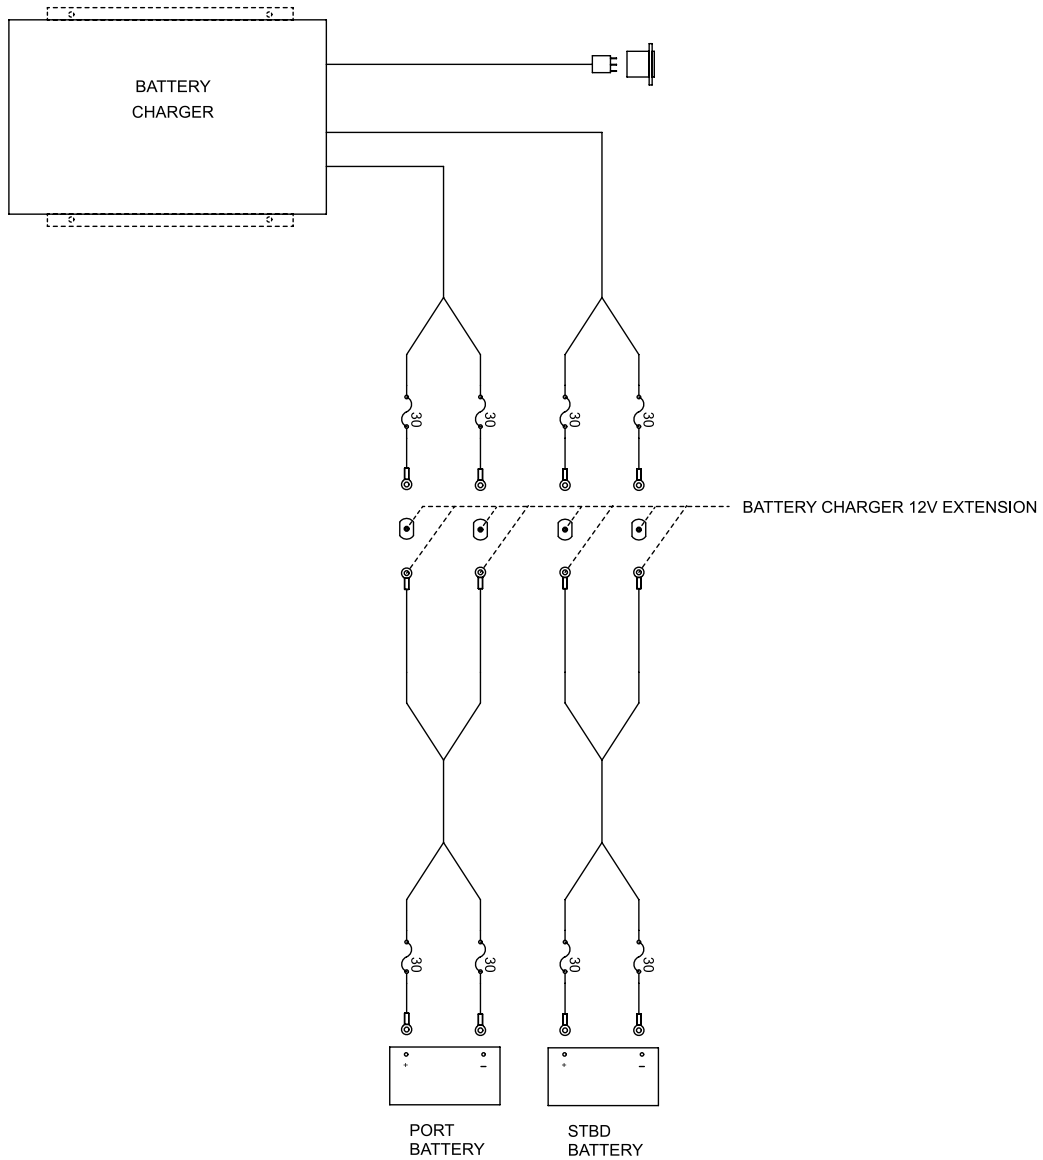 BATTERY
CHARGER
30 30 30 30
BATTERY CHARGER 12V EXTENSION
30 30 30 30
+ − + −
PORT
BATTERY
STBD
BATTERY